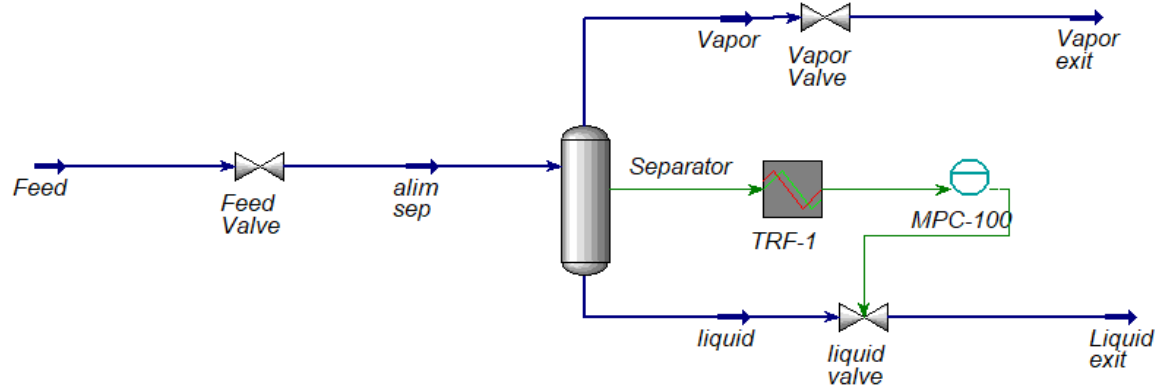 Vapor
Vapor
Valve
Vapor
exit
Feed
Feed
Valve
alim
sep
Separator
TRF-1
MPC-100
liquid
liquid
valve
Liquid
exit